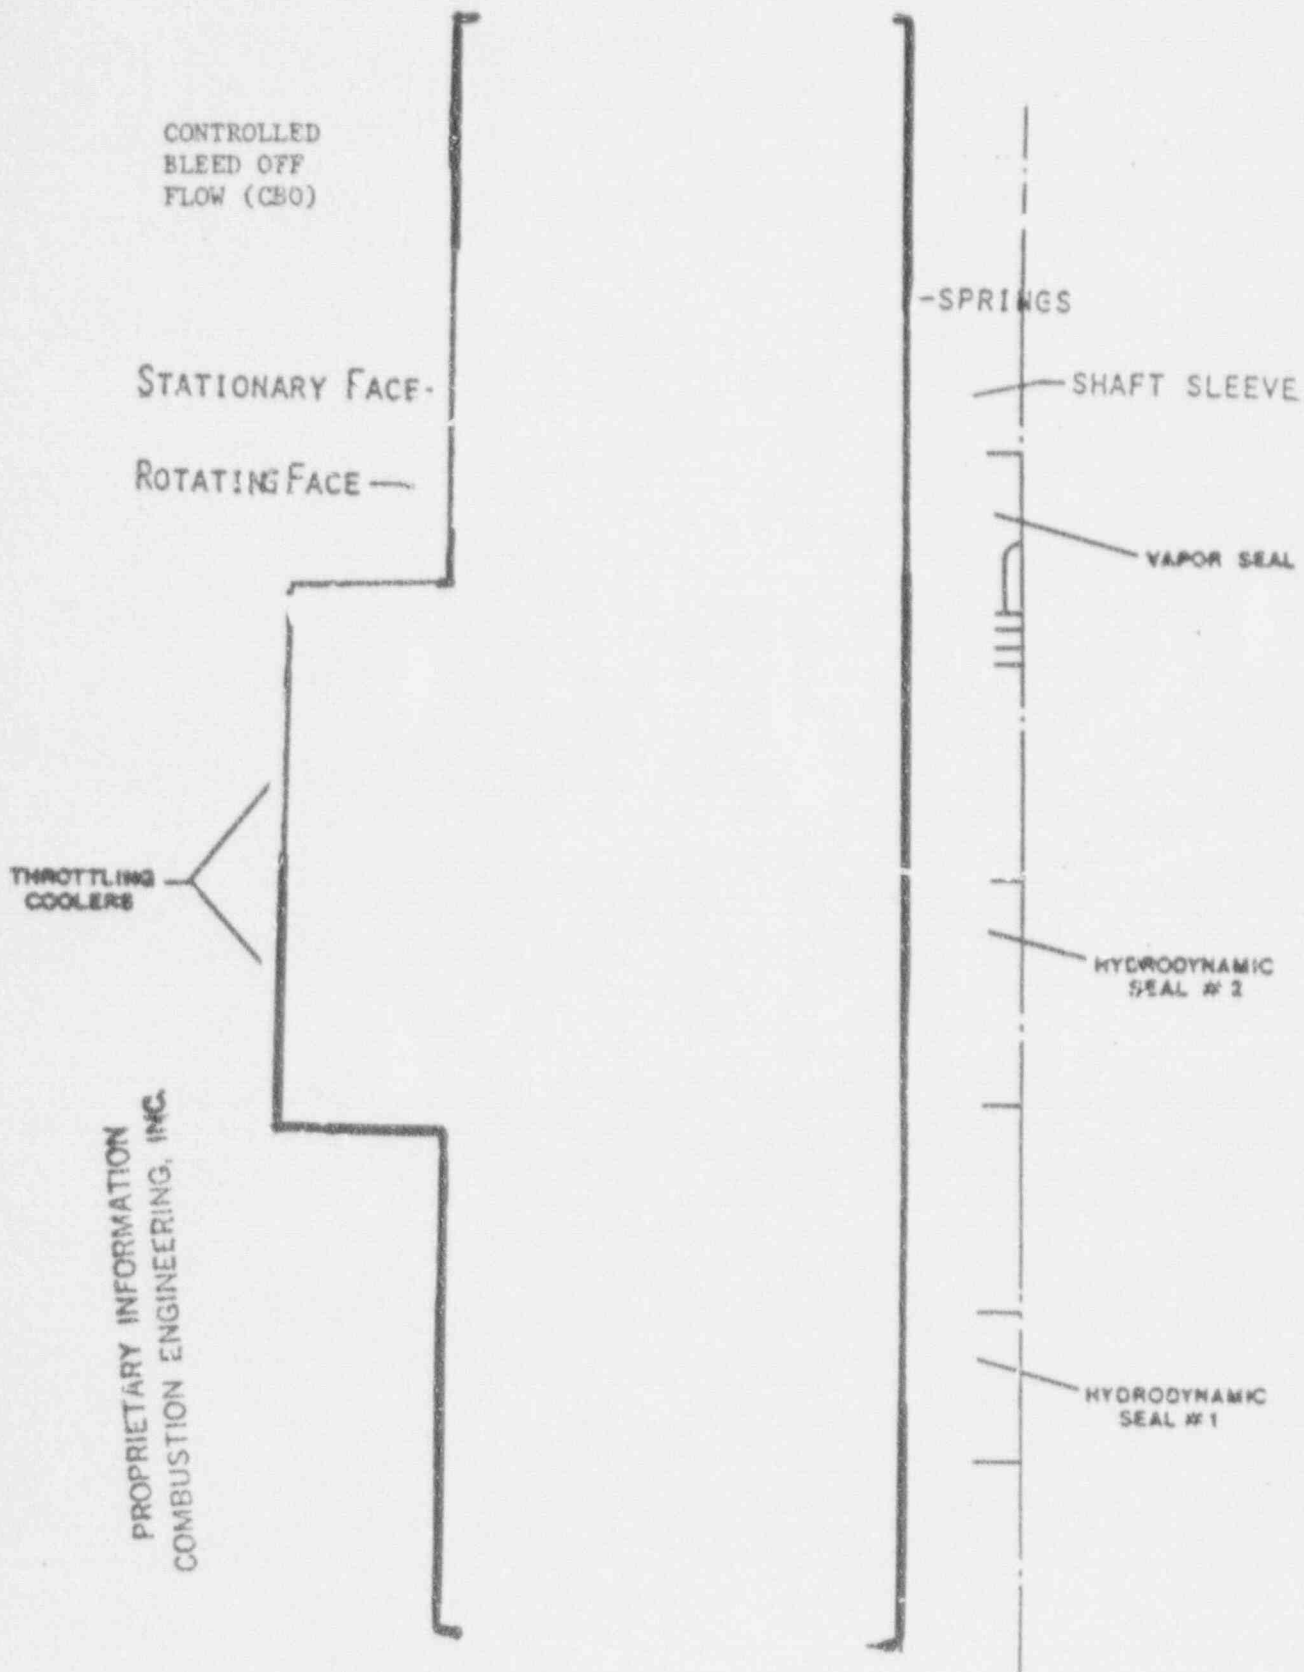 CONTROLLED
BLEED OFF
FLOW (CBO)
-SPRINGS
STATIONARY FACE-
SHAFT SLEEVE
ROTATING FACE
VAPOR SEAL
THROTTLING
COOLERS
HYDRODYNAMIC
SEAL # 2
PROPRIETARY INFORMATION
COMBUSTION ENGINEERING, INC.
HYDRODYNAMIC
SEAL # 1